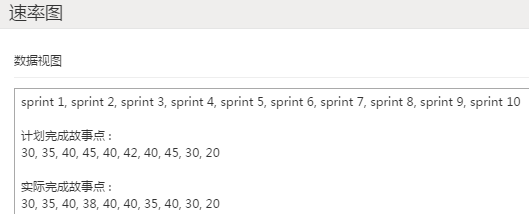 速率图
数据视图
sprint 1, sprint 2, sprint 3, sprint 4, sprint 5, sprint 6, sprint 7, sprint 8, sprint 9, sprint 10
计划完成故事点：
30, 35, 40, 45, 40, 42, 40, 45, 30, 20
实际完成故事点：
30, 35, 40, 38, 40, 40, 35, 40, 30, 20